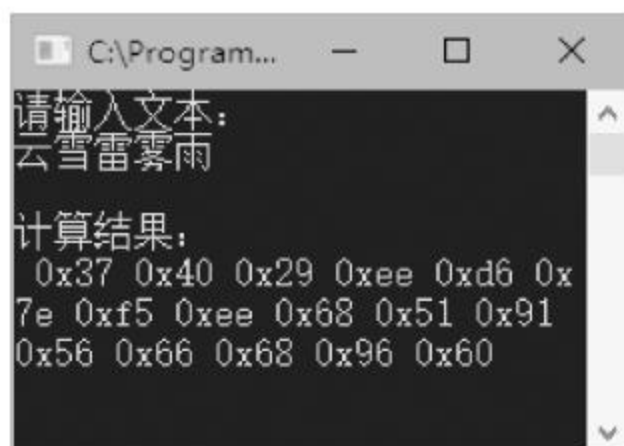 C:\Program...
请输入文本：
云雪雷雾雨
计算结果：
0x37 0x40 0x29 0xee 0xd6 0x
7e 0xf5 0xee 0x68 0x51 0x91
0x56 0x66 0x68 0x96 0x60